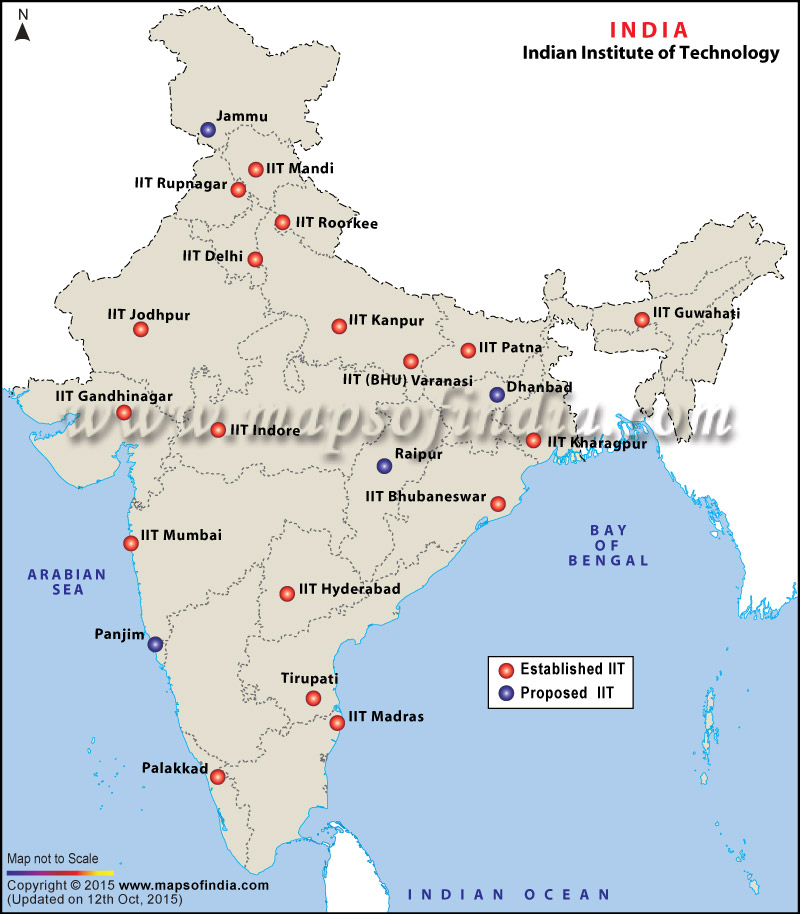 N
INDIA
Indian Institute of Technology
Jammu
IIT Mandi
IIT Rupnagar
IIT Roorkee
IIT Delhi
IIT Jodhpur
IIT Kanpur
IIT Guwahati
IIT Patna
IIT (BHU) Varanasi
Dhanbad
IIT Gandhinagar
www.mapsofindia.com
IIT Indore
IIT Kharagpur
Raipur
IIT Bhubaneswar
IIT Mumbai
BAY
OF
BENGAL
ARABIAN
SEA
IIT Hyderabad
Panjim
Tirupati
Established IIT
Proposed IIT
IIT Madras
Palakkad
Map not to Scale
Copyright © 2015 www.mapsofindia.com
(Updated on 12th Oct, 2015)
INDIAN OCEAN